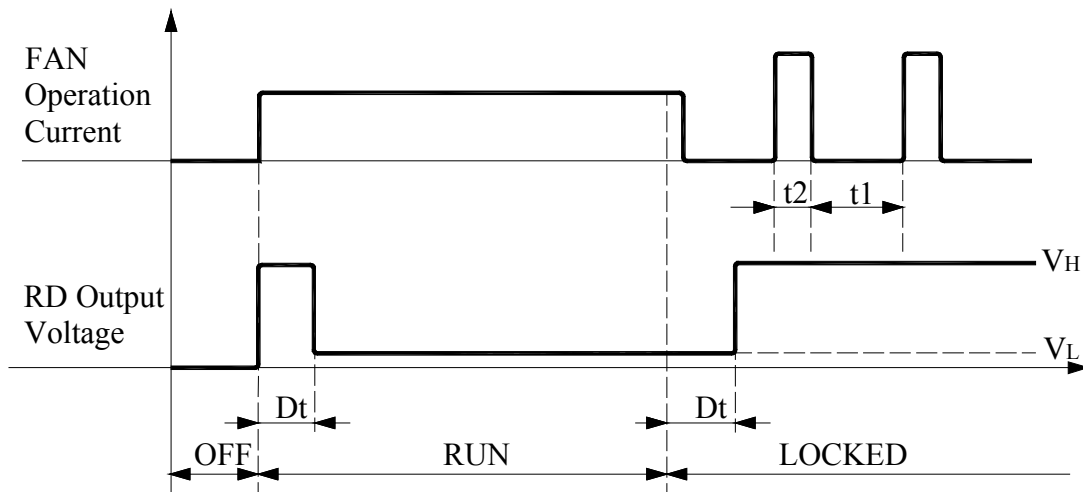 FAN
Operation
Current
t2
t1
VH
RD Output
Voltage
VL
Dt
Dt
OFF
RUN
LOCKED